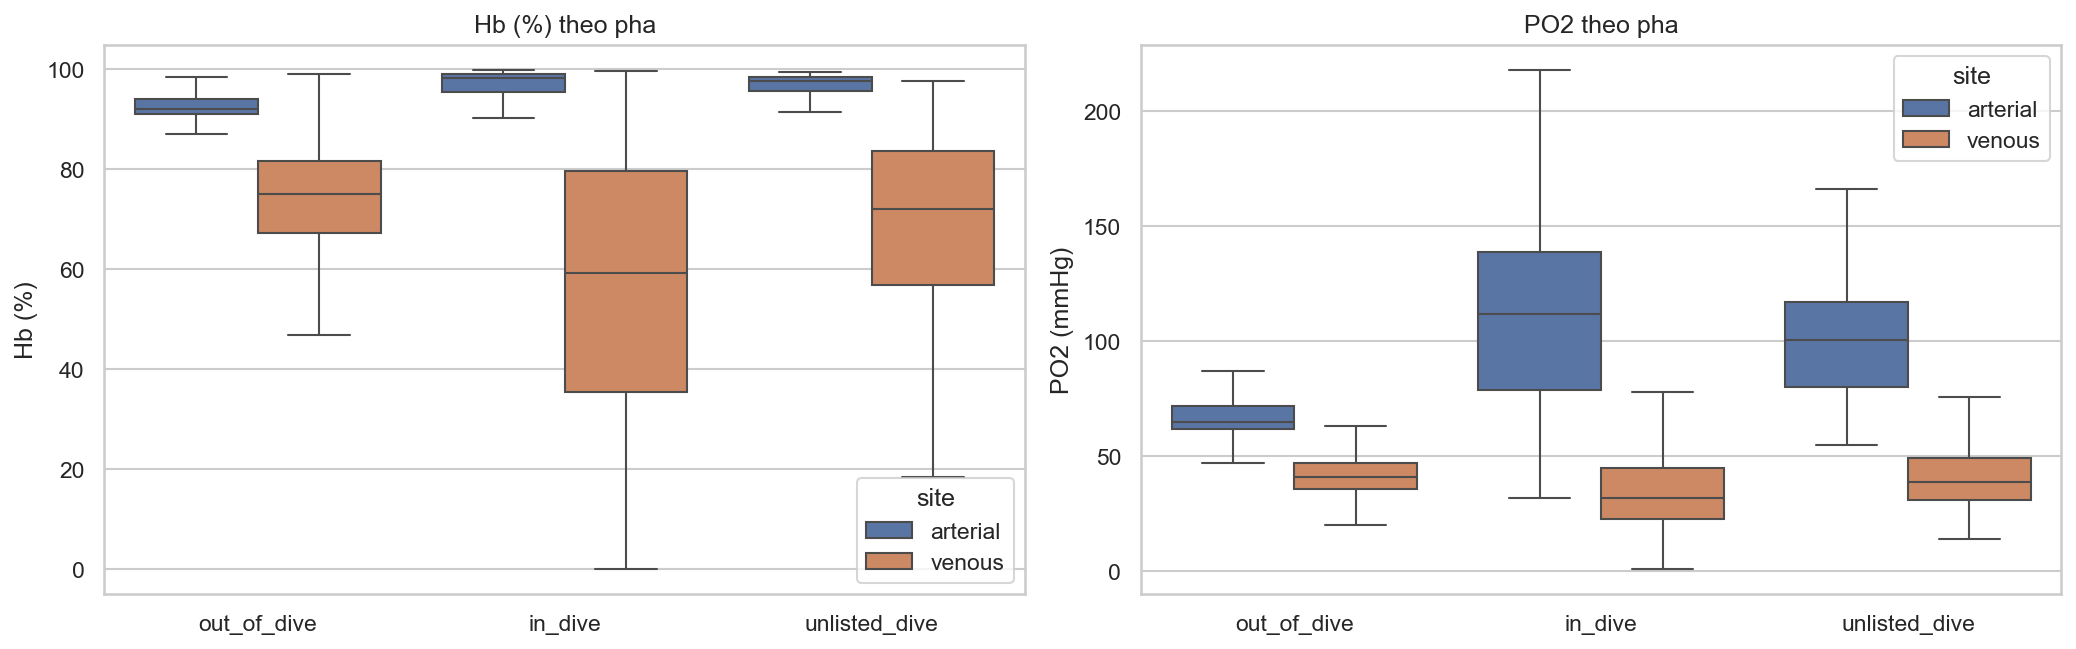 Hb (%) theo pha
Hb (%)
100
80
60
40
20
0
site
arterial
venous
out_of_dive
in_dive
unlisted_dive
PO2 theo pha
PO2 (mmHg)
200
150
100
50
0
site
arterial
venous
out_of_dive
in_dive
unlisted_dive